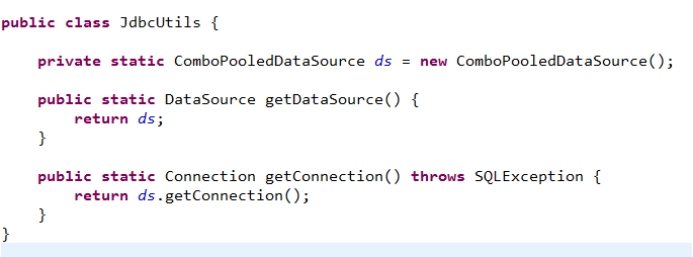 public class JdbcUtils {
private static ComboPooledDataSource ds = new ComboPooledDataSource();
public static DataSource getDataSource() {
return ds;
}
public static Connection getConnection() throws SQLException {
return ds.getConnection();
}
}